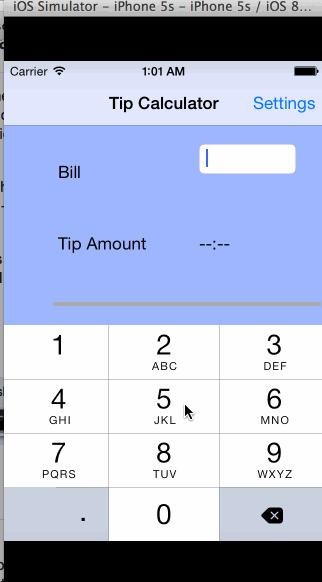 iOS Simulator – iPhone 5s – iPhone 5s / iOS 8...
Carrier 1:01 AM
Tip Calculator Settings
Bill
Tip Amount --:--
1 2 3
ABC DEF
4 5 6
GHI JKL MNO
7 8 9
PQRS TUV WXYZ
. 0